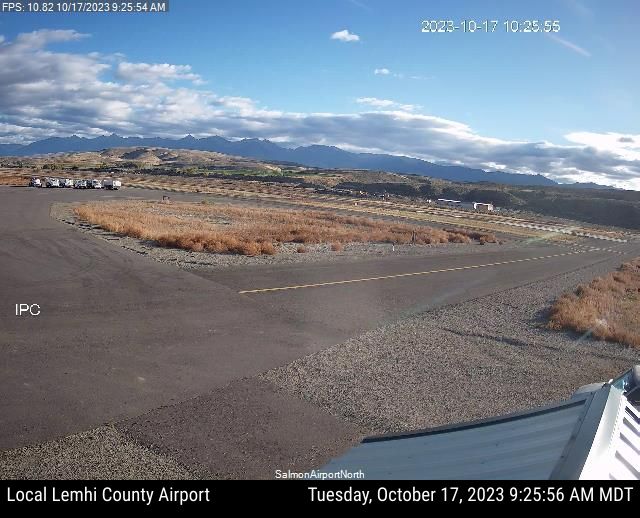 FPS: 10.82 10/17/2023 9:25:54 AM
2023-10-17 10:25:55
IPC
SalmonAirportNorth
Local Lemhi County Airport
Tuesday, October 17, 2023 9:25:56 AM MDT